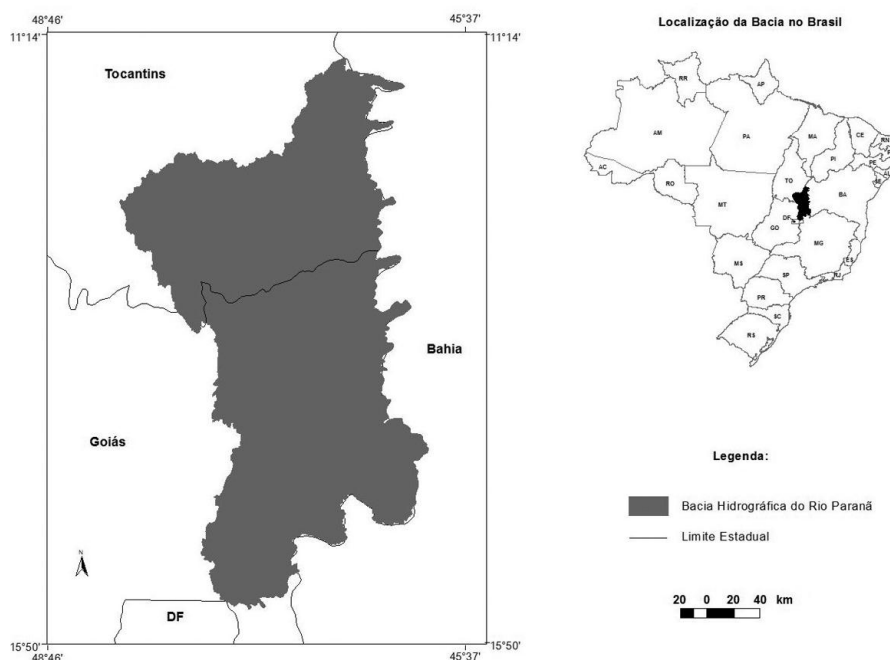 48°46'
45°37'
11°14'
11°14'
Tocantins
Bahia
Goiás
N
DF
15°50'
15°50'
48°46'
45°37'
Localização da Bacia no Brasil
RR
AP
AM
PA
MA
CE
RN
PI
PE
AC
TO
SE
RO
BA
MT
DF
GO
MG
MS
ES
SP
RJ
PR
SC
RS
Legenda:
Bacia Hidrográfica do Rio Paranã
Limite Estadual
20 0 20 40 km